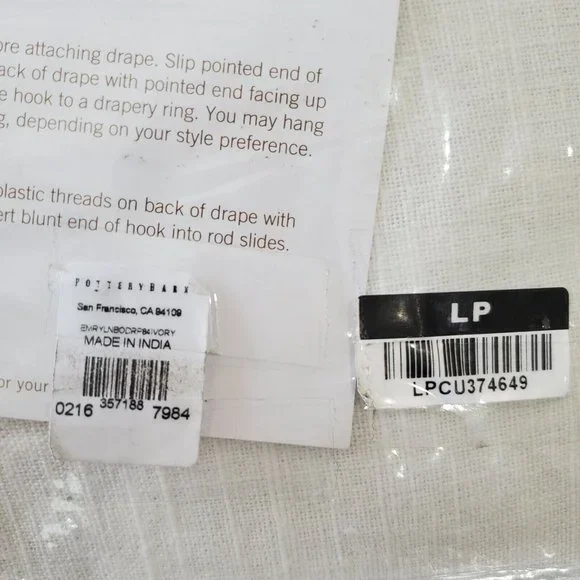 ore attaching drape. Slip pointed end of
ack of drape with pointed end facing up
e hook to a drapery ring. You may hang
g, depending on your style preference.
plastic threads on back of drape with
ert blunt end of hook into rod slides.
or your
POTTERY BARN
San Francisco, CA 94109
EMRYLNBODRP84IVORY
MADE IN INDIA
0216 357188 7984
LP
LPCU374649